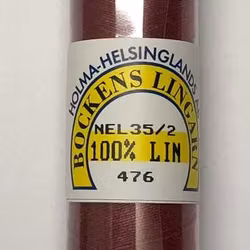 HOLMA-HELSINGLANDS
BOCKENS LINGARN
NEL35/2
100% LIN
476